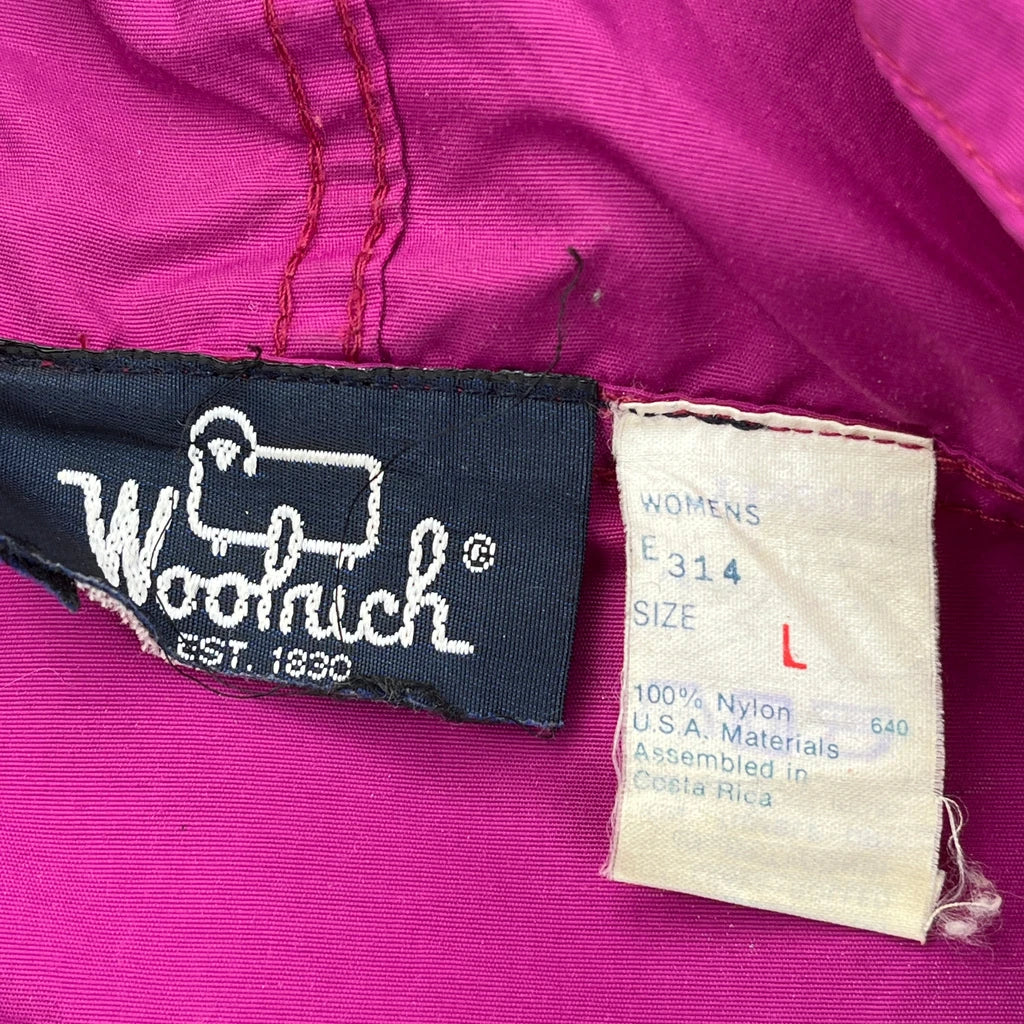 Woolrich®
EST. 1830
WOMENS
E 314
SIZE
L
100% Nylon 640
U.S.A. Materials
Assembled in
Costa Rica